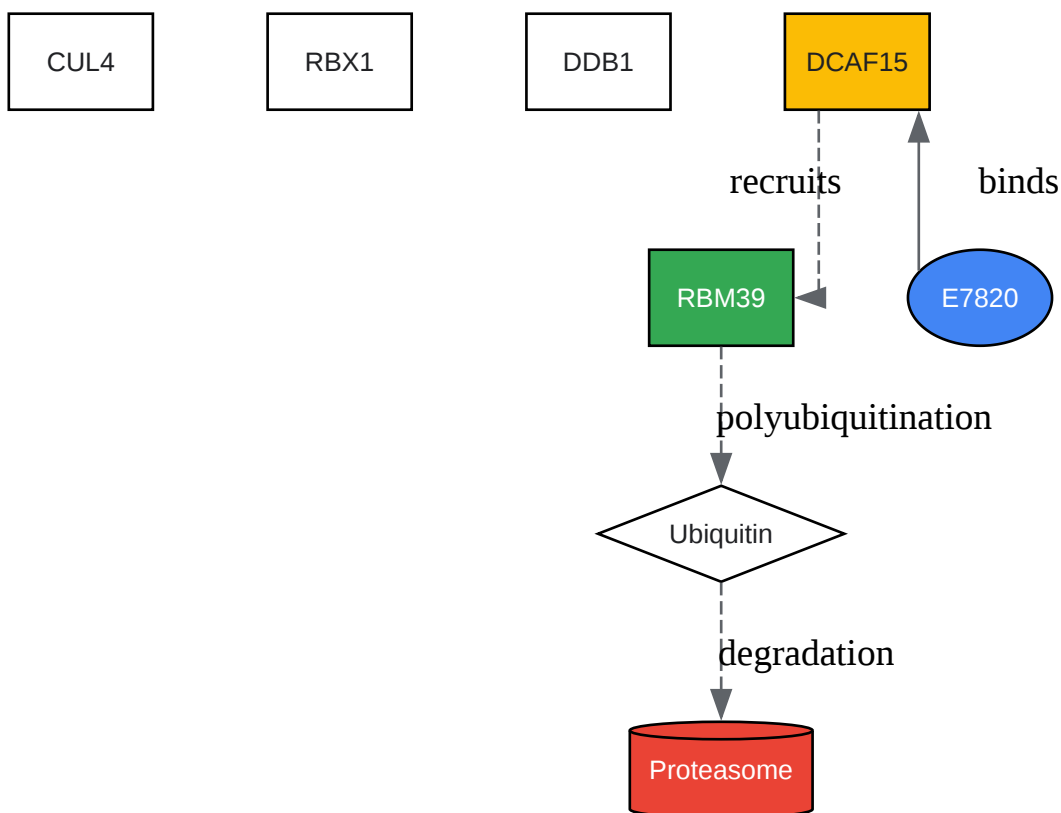 CUL4
RBX1
DDB1
DCAF15
recruits
binds
RBM39
E7820
polyubiquitination
Ubiquitin
degradation
Proteasome